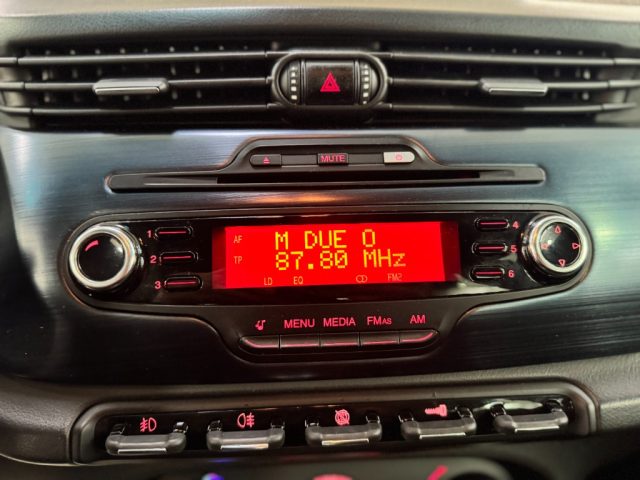 MUTE
AF M DUE O
TP 87.80 MHz
LD EQ FM2
1 4
2 5
3 6
MENU MEDIA FMAS AM